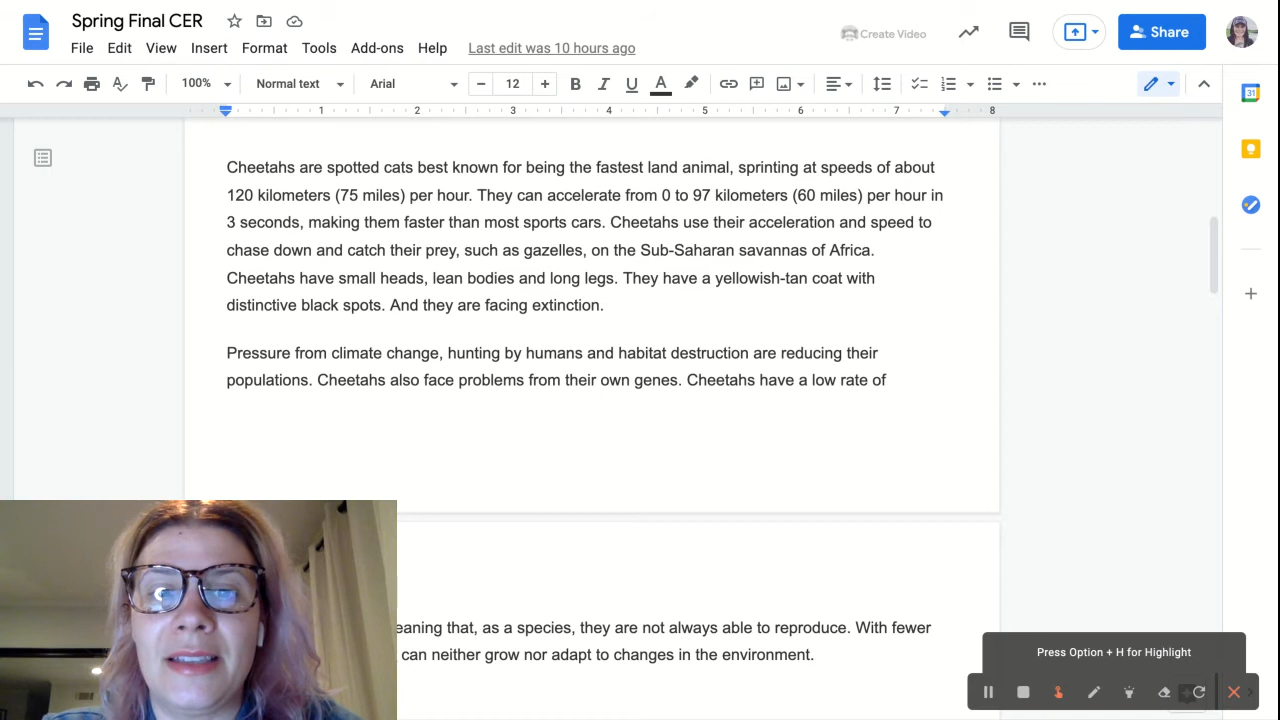 Spring Final CER
File Edit View Insert Format Tools Add-ons Help Last edit was 10 hours ago
Create Video
Share
100% Normal text Arial 12 B I U A
1 2 3 4 5 6 7 8
31
Cheetahs are spotted cats best known for being the fastest land animal, sprinting at speeds of about
120 kilometers (75 miles) per hour. They can accelerate from 0 to 97 kilometers (60 miles) per hour in
3 seconds, making them faster than most sports cars. Cheetahs use their acceleration and speed to
chase down and catch their prey, such as gazelles, on the Sub-Saharan savannas of Africa.
Cheetahs have small heads, lean bodies and long legs. They have a yellowish-tan coat with
distinctive black spots. And they are facing extinction.
Pressure from climate change, hunting by humans and habitat destruction are reducing their
populations. Cheetahs also face problems from their own genes. Cheetahs have a low rate of
eaning that, as a species, they are not always able to reproduce. With fewer
can neither grow nor adapt to changes in the environment.
Press Option + H for Highlight